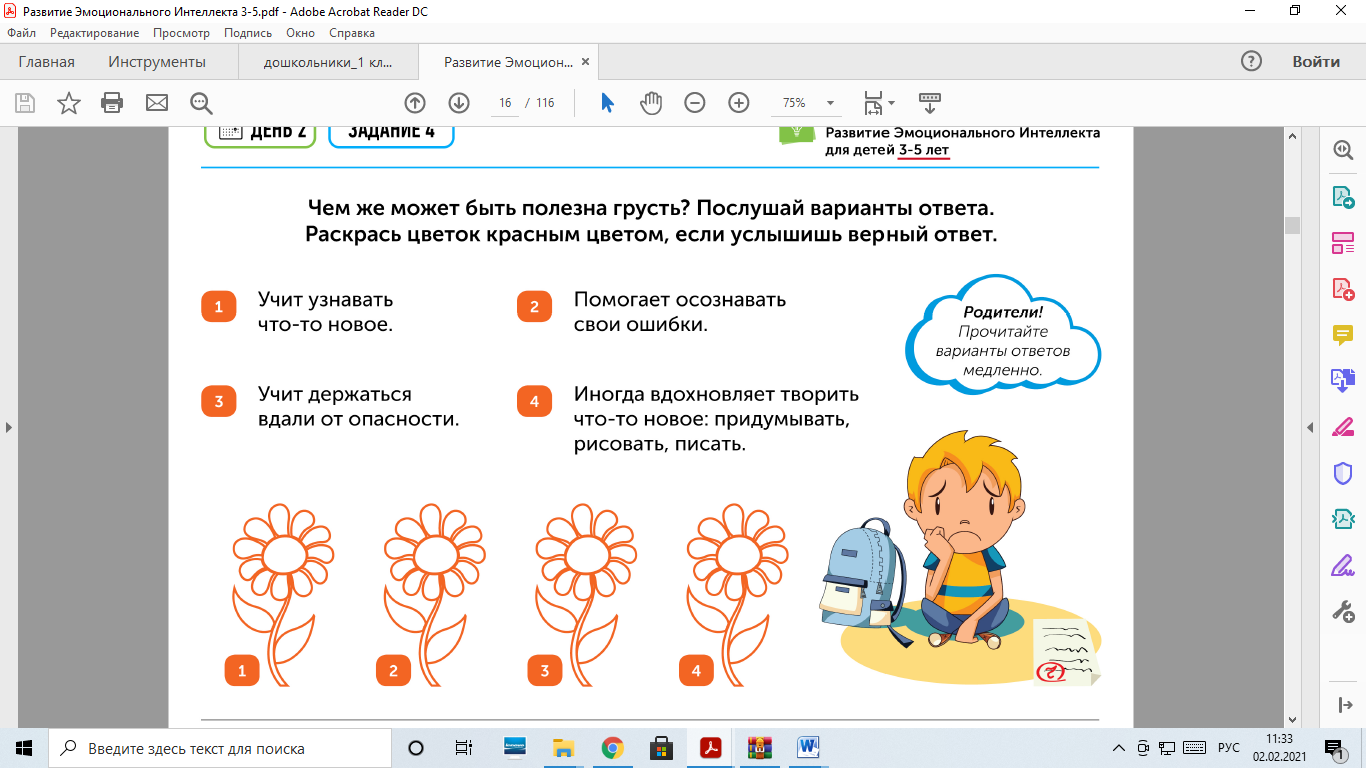 Развитие Эмоционального Интеллекта 3-5.pdf - Adobe Acrobat Reader DC
Файл Редактирование Просмотр Подпись Окно Справка
Главная Инструменты дошкольники_1 кл... Развитие Эмоцион... × Войти
16 / 116 75%
ДЕНЬ 2 ЗАДАНИЕ 4
Развитие Эмоционального Интеллекта
для детей 3-5 лет
Чем же может быть полезна грусть? Послушай варианты ответа.
Раскрась цветок красным цветом, если услышишь верный ответ.
1 Учит узнавать
что-то новое.
2 Помогает осознавать
свои ошибки.
Родители!
Прочитайте
варианты ответов
медленно.
3 Учит держаться
вдали от опасности.
4 Иногда вдохновляет творить
что-то новое: придумывать,
рисовать, писать.
1 2 3 4
2
Введите здесь текст для поиска
РУС
11:33
02.02.2021
1